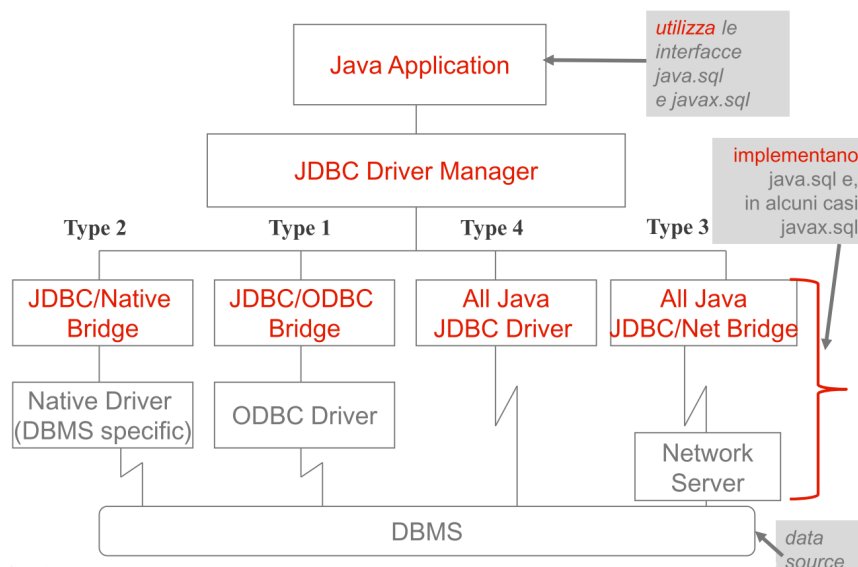 utilizza le
interfacce
java.sql
e javax.sql
Java Application
JDBC Driver Manager
implementano
java.sql e,
in alcuni casi
javax.sql
Type 2
Type 1
Type 4
Type 3
JDBC/Native
Bridge
JDBC/ODBC
Bridge
All Java
JDBC Driver
All Java
JDBC/Net Bridge
Native Driver
(DBMS specific)
ODBC Driver
Network
Server
DBMS
data
source